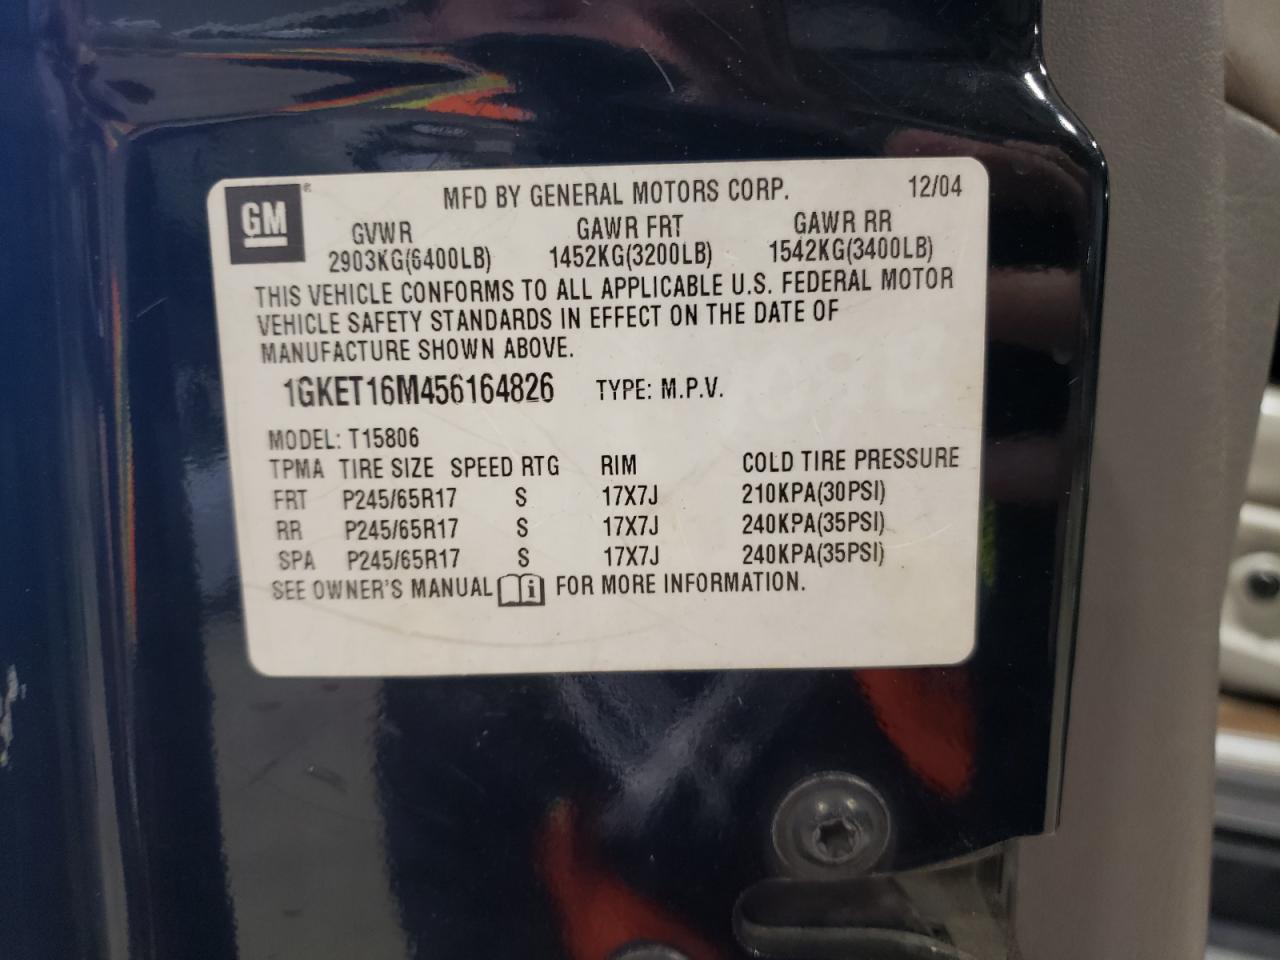 GM®
MFD BY GENERAL MOTORS CORP. 12/04
GVWR GAWR FRT GAWR RR
2903KG(6400LB) 1452KG(3200LB) 1542KG(3400LB)
THIS VEHICLE CONFORMS TO ALL APPLICABLE U.S. FEDERAL MOTOR
VEHICLE SAFETY STANDARDS IN EFFECT ON THE DATE OF
MANUFACTURE SHOWN ABOVE.
1GKET16M456164826 TYPE: M.P.V.
MODEL: T15806
TPMA TIRE SIZE SPEED RTG RIM COLD TIRE PRESSURE
FRT P245/65R17 S 17X7J 210KPA(30PSI)
RR P245/65R17 S 17X7J 240KPA(35PSI)
SPA P245/65R17 S 17X7J 240KPA(35PSI)
SEE OWNER'S MANUAL i FOR MORE INFORMATION.